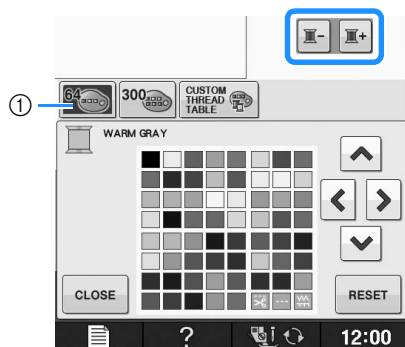 - +
①
64 300 CUSTOM
THREAD
TABLE
WARM GRAY
CLOSE RESET
? 12:00